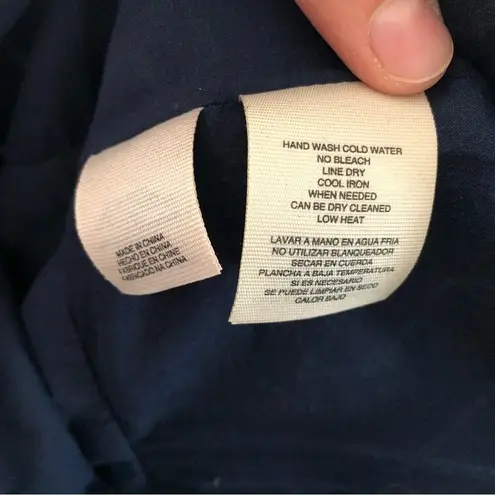 MADE IN CHINA
HECHO EN CHINA
FABRIQUE EN CHINE
FABRICADO NA CHINA
HAND WASH COLD WATER
NO BLEACH
LINE DRY
COOL IRON
WHEN NEEDED
CAN BE DRY CLEANED
LOW HEAT
LAVAR A MANO EN AGUA FRIA
NO UTILIZAR BLANQUEADOR
SECAR EN CUERDA
PLANCHA A BAJA TEMPERATURA
SI ES NECESARIO
SE PUEDE LIMPIAR EN SECO
CALOR BAJO